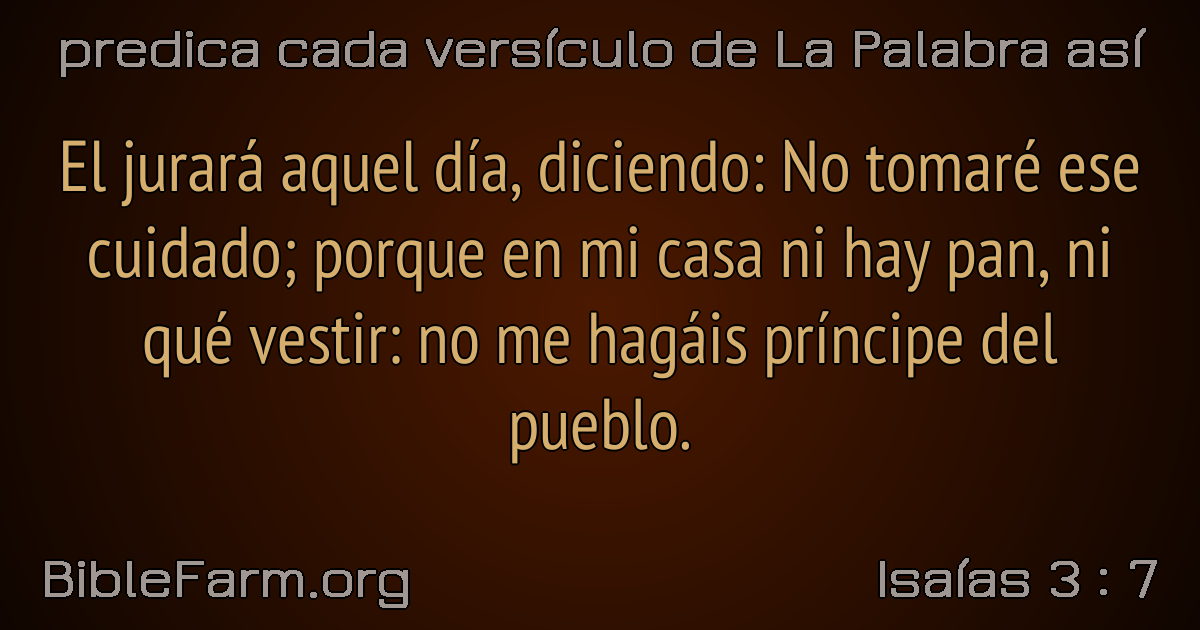 predica cada versículo de La Palabra así
El jurará aquel día, diciendo: No tomaré ese
cuidado; porque en mi casa ni hay pan, ni
qué vestir: no me hagáis príncipe del
pueblo.
BibleFarm.org
Isaías 3 : 7